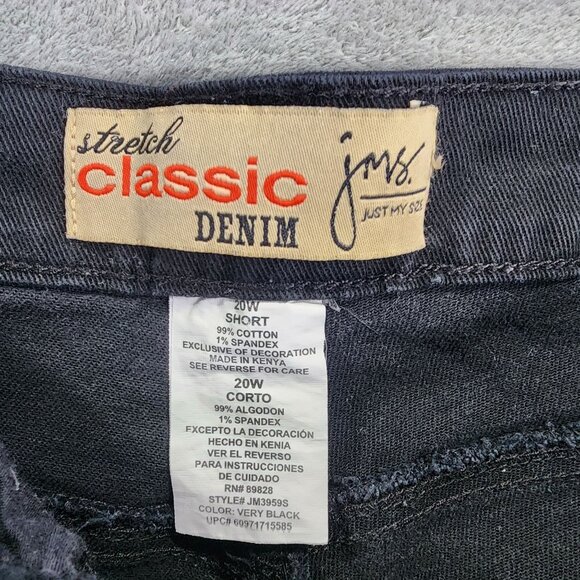 stretch
classic
DENIM
jms.
JUST MY SIZE
20W
SHORT
99% COTTON
1% SPANDEX
EXCLUSIVE OF DECORATION
MADE IN KENYA
SEE REVERSE FOR CARE
20W
CORTO
99% ALGODON
1% SPANDEX
FXCEPTO LA DECORACIÓN
HECHO EN KENIA
VER EL REVERSO
PARA INSTRUCCIONES
DE CUIDADO
RN# 89828
STYLE# JM3959S
COLOR: VERY BLACK
UPC# 60971715585